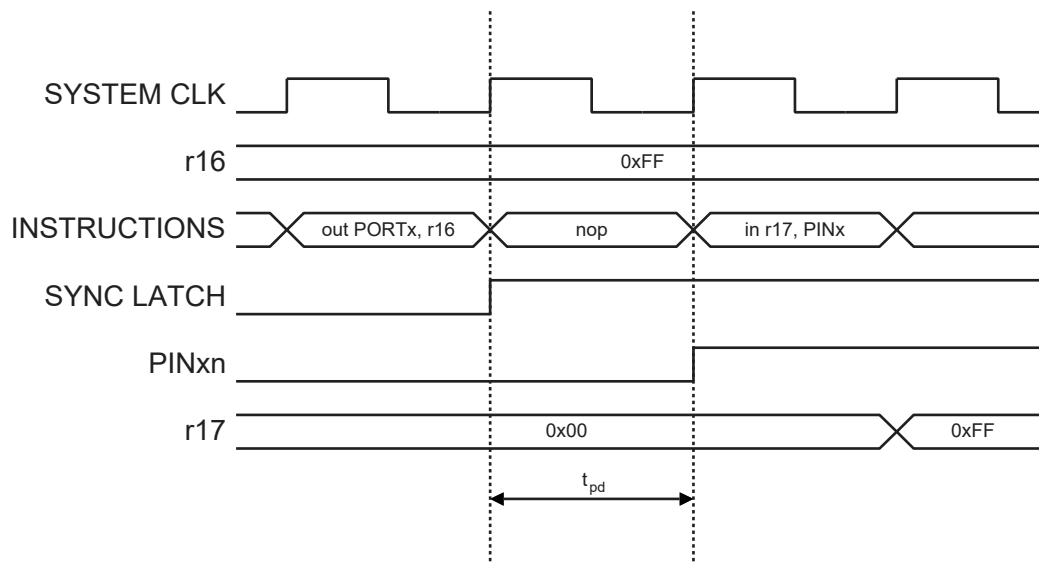 SYSTEM CLK
r16
0xFF
INSTRUCTIONS
out PORTx, r16
nop
in r17, PINx
SYNC LATCH
PINxn
r17
0x00
0xFF
tpd